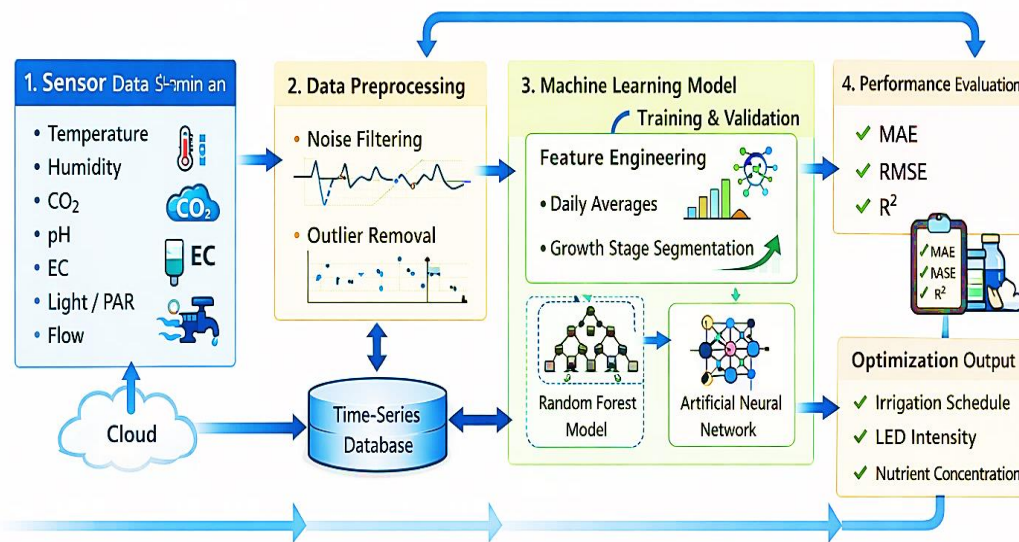 1. Sensor Data
• Temperature
• Humidity
• CO₂
• pH
• EC
• Light / PAR
• Flow
CO₂
EC
Cloud
2. Data Preprocessing
• Noise Filtering
• Outlier Removal
Time-Series
Database
3. Machine Learning Model
Training & Validation
Feature Engineering
• Daily Averages
• Growth Stage Segmentation
Random Forest
Model
Artificial Neural
Network
4. Performance Evaluation
✓ MAE
✓ RMSE
✓ R²
✓ MAE
✓
✓ R²
Optimization Output
✓ Irrigation Schedule
✓ LED Intensity
✓ Nutrient Concentration